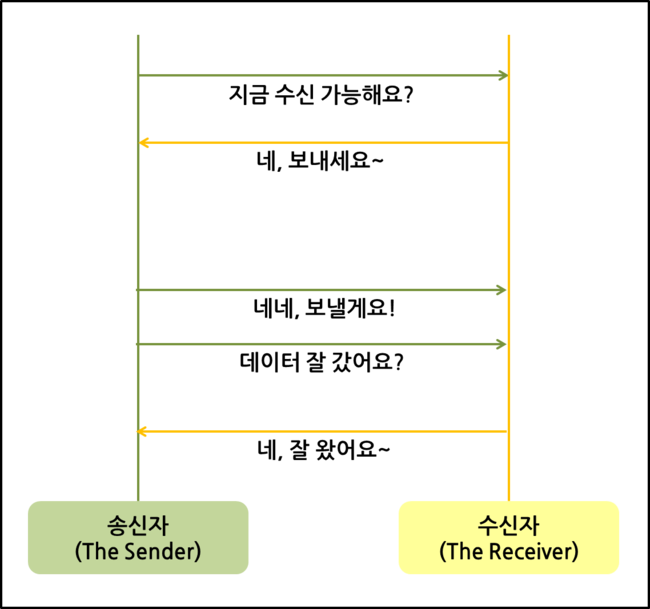 지금 수신 가능해요?
네, 보내세요~
네네, 보낼게요!
데이터 잘 갔어요?
네, 잘 왔어요~
송신자
(The Sender)
수신자
(The Receiver)